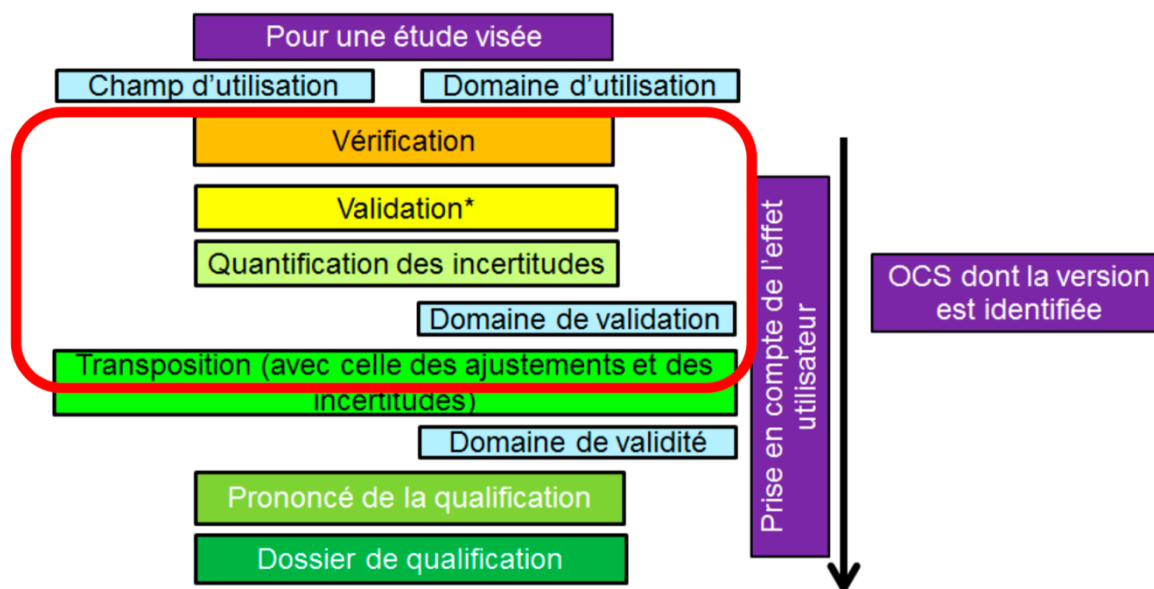 Pour une étude visée
Champ d'utilisation
Domaine d'utilisation
Vérification
Validation*
Quantification des incertitudes
Domaine de validation
Transposition (avec celle des ajustements et des
incertitudes)
Domaine de validité
Prononcé de la qualification
Dossier de qualification
Prise en compte de l'effet
utilisateur
OCS dont la version
est identifiée